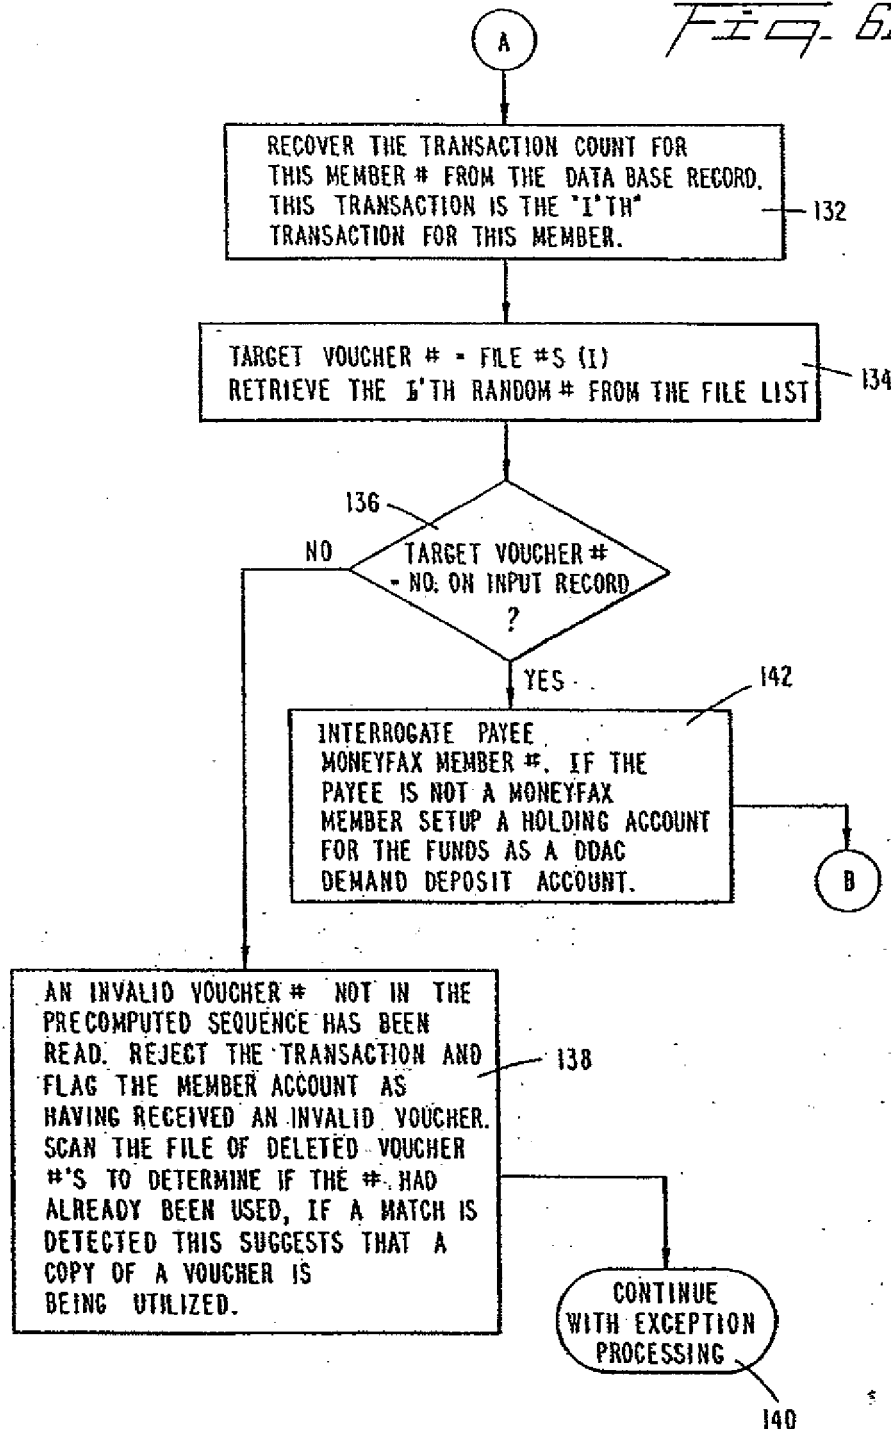 Fig. 6
A
RECOVER THE TRANSACTION COUNT FOR
THIS MEMBER # FROM THE DATA BASE RECORD.
THIS TRANSACTION IS THE "I'TH"
TRANSACTION FOR THIS MEMBER.
132
TARGET VOUCHER # = FILE #S (I)
RETRIEVE THE I'TH RANDOM # FROM THE FILE LIST
134
136
NO
TARGET VOUCHER #
= NO. ON INPUT RECORD
?
YES
142
INTERROGATE PAYEE
MONEYFAX MEMBER #. IF THE
PAYEE IS NOT A MONEYFAX
MEMBER SETUP A HOLDING ACCOUNT
FOR THE FUNDS AS A DDAC
DEMAND DEPOSIT ACCOUNT.
B
AN INVALID VOUCHER # NOT IN THE
PRECOMPUTED SEQUENCE HAS BEEN
READ. REJECT THE TRANSACTION AND
FLAG THE MEMBER ACCOUNT AS
HAVING RECEIVED AN INVALID VOUCHER.
SCAN THE FILE OF DELETED VOUCHER
#'S TO DETERMINE IF THE # HAD
ALREADY BEEN USED, IF A MATCH IS
DETECTED THIS SUGGESTS THAT A
COPY OF A VOUCHER IS
BEING UTILIZED.
138
CONTINUE
WITH EXCEPTION
PROCESSING
140